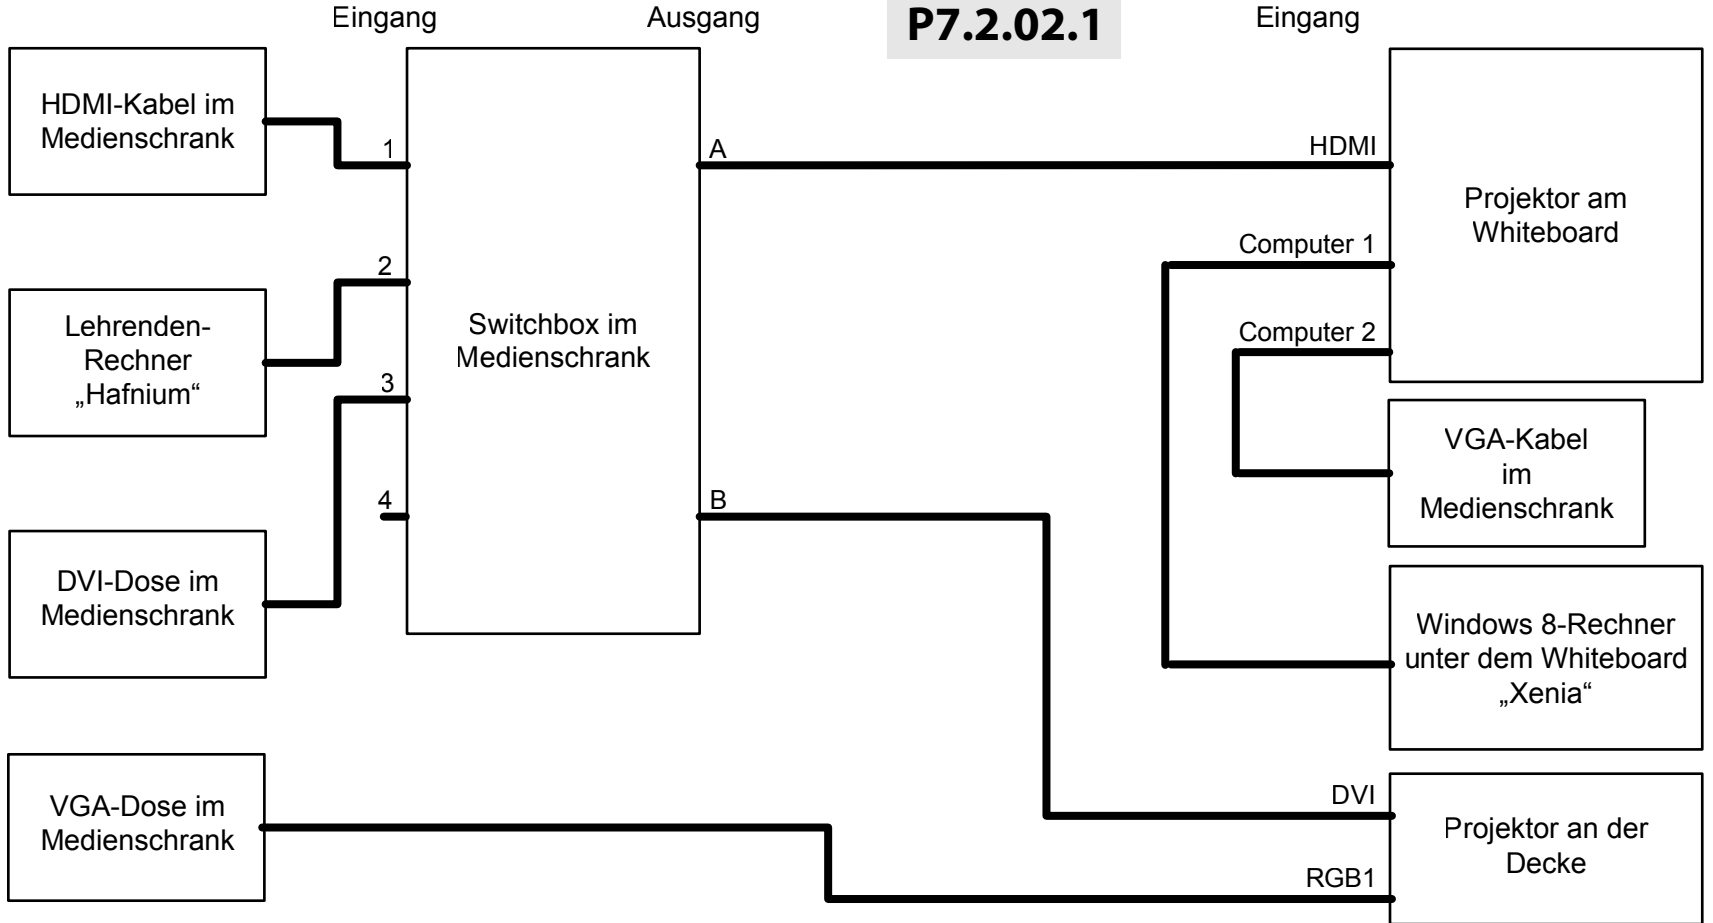 Eingang
Ausgang
P7.2.02.1
Eingang
HDMI-Kabel im
Medienschrank
1
A
HDMI
Projektor am
Whiteboard
Computer 1
2
Lehrenden-
Rechner
„Hafnium“
Switchbox im
Medienschrank
Computer 2
3
VGA-Kabel
im
Medienschrank
4
B
DVI-Dose im
Medienschrank
Windows 8-Rechner
unter dem Whiteboard
„Xenia“
VGA-Dose im
Medienschrank
DVI
Projektor an der
Decke
RGB1